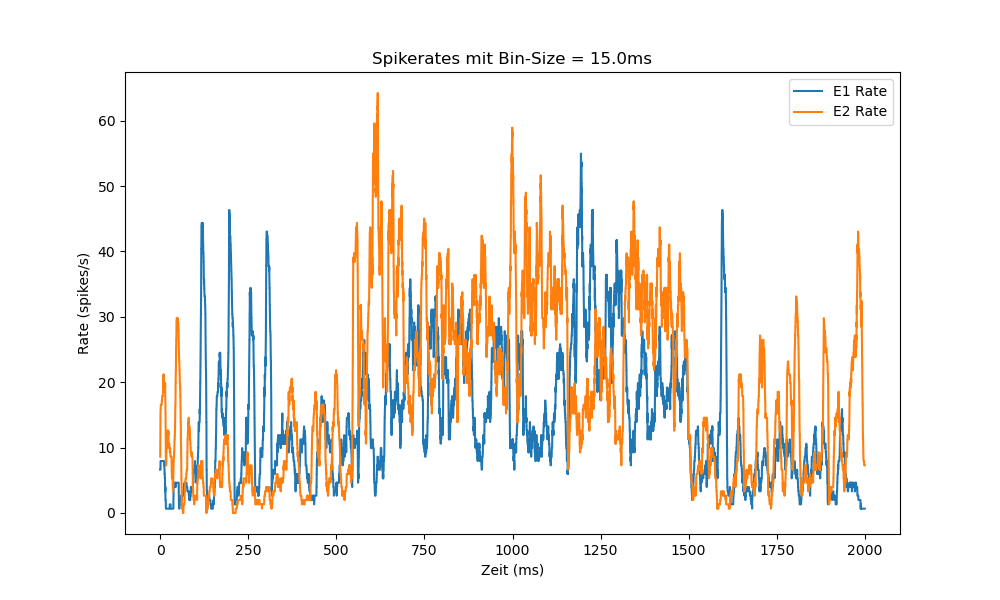 Spikerates mit Bin-Size = 15.0ms
E1 Rate
E2 Rate
Rate (spikes/s)
60
50
40
30
20
10
0
0 250 500 750 1000 1250 1500 1750 2000
Zeit (ms)